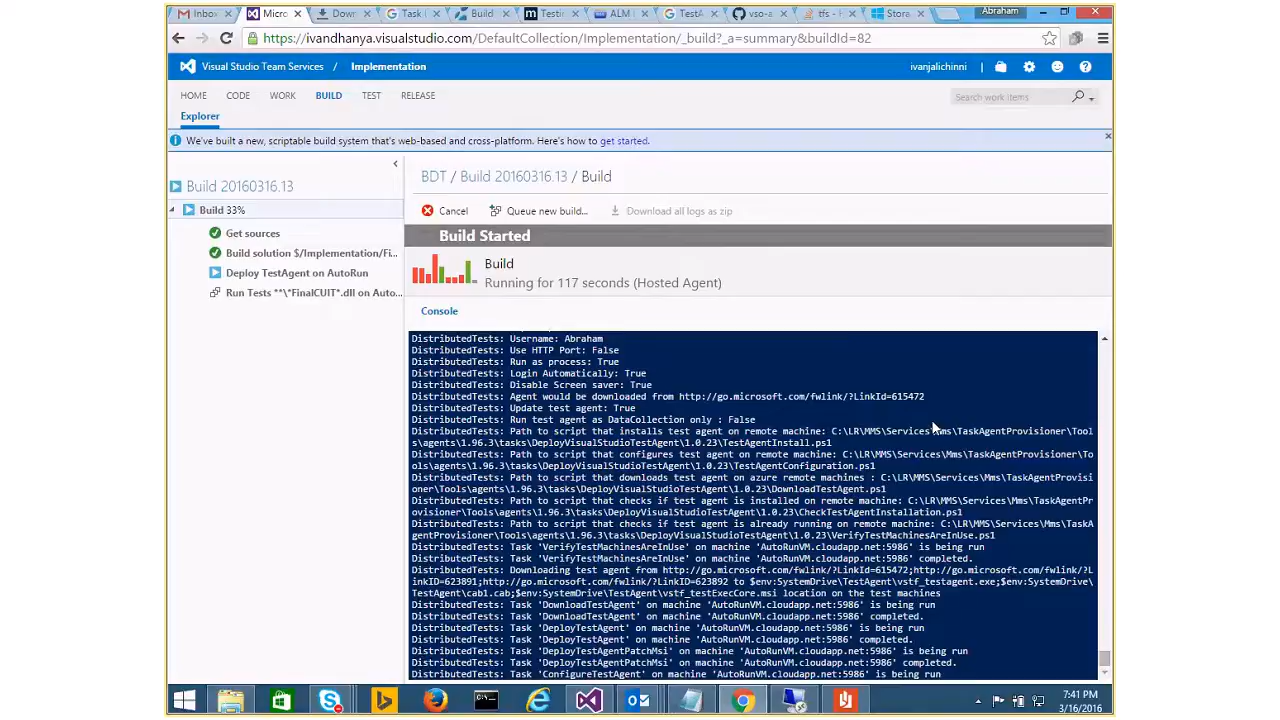 Inbox
Micro
Down
Task
Build
Testin
ALM
TestA
vso-a
tfs - F
Store
Abraham
https://ivandhanya.visualstudio.com/DefaultCollection/Implementation/_build?_a=summary&buildId=82
Visual Studio Team Services / Implementation
ivanjalichinni
HOME CODE WORK BUILD TEST RELEASE
Search work items
Explorer
We've built a new, scriptable build system that's web-based and cross-platform. Here's how to get started.
Build 20160316.13
Build 33%
Get sources
Build solution $/Implementation/Fi...
Deploy TestAgent on AutoRun
Run Tests **\*FinalCUIT*.dll on Auto...
BDT / Build 20160316.13 / Build
Cancel Queue new build... Download all logs as zip
Build Started
Build
Running for 117 seconds (Hosted Agent)
Console
DistributedTests: Username: Abraham
DistributedTests: Use HTTP Port: False
DistributedTests: Run as process: True
DistributedTests: Login Automatically: True
DistributedTests: Disable Screen saver: True
DistributedTests: Agent would be downloaded from http://go.microsoft.com/fwlink/?LinkId=615472
DistributedTests: Update test agent: True
DistributedTests: Run test agent as DataCollection only : False
DistributedTests: Path to script that installs test agent on remote machine: C:\LR\MMS\Services\Mms\TaskAgentProvisioner\Tool
s\agents\1.96.3\tasks\DeployVisualStudioTestAgent\1.0.23\TestAgentInstall.ps1
DistributedTests: Path to script that configures test agent on remote machine: C:\LR\MMS\Services\Mms\TaskAgentProvisioner\To
ols\agents\1.96.3\tasks\DeployVisualStudioTestAgent\1.0.23\TestAgentConfiguration.ps1
DistributedTests: Path to script that downloads test agent on azure remote machines : C:\LR\MMS\Services\Mms\TaskAgentProvisi
oner\Tools\agents\1.96.3\tasks\DeployVisualStudioTestAgent\1.0.23\DownloadTestAgent.ps1
DistributedTests: Path to script that checks if test agent is installed on remote machine: C:\LR\MMS\Services\Mms\TaskAgentPr
ovisioner\Tools\agents\1.96.3\tasks\DeployVisualStudioTestAgent\1.0.23\CheckTestAgentInstallation.ps1
DistributedTests: Path to script that checks if test agent is already running on remote machine: C:\LR\MMS\Services\Mms\TaskA
gentProvisioner\Tools\agents\1.96.3\tasks\DeployVisualStudioTestAgent\1.0.23\VerifyTestMachinesAreInUse.ps1
DistributedTests: Task 'VerifyTestMachinesAreInUse' on machine 'AutoRunVM.cloudapp.net:5986' is being run
DistributedTests: Task 'VerifyTestMachinesAreInUse' on machine 'AutoRunVM.cloudapp.net:5986' completed.
DistributedTests: Downloading test agent from http://go.microsoft.com/fwlink/?LinkId=615472;http://go.microsoft.com/fwlink/?L
inkID=623891;http://go.microsoft.com/fwlink/?LinkID=623892 to $env:SystemDrive\TestAgent\vstf_testagent.exe;$env:SystemDrive\
TestAgent\cab1.cab;$env:SystemDrive\TestAgent\vstf_testExecCore.msi location on the test machines
DistributedTests: Task 'DownloadTestAgent' on machine 'AutoRunVM.cloudapp.net:5986' is being run
DistributedTests: Task 'DownloadTestAgent' on machine 'AutoRunVM.cloudapp.net:5986' completed.
DistributedTests: Task 'DeployTestAgent' on machine 'AutoRunVM.cloudapp.net:5986' is being run
DistributedTests: Task 'DeployTestAgent' on machine 'AutoRunVM.cloudapp.net:5986' completed.
DistributedTests: Task 'DeployTestAgentPatchMsi' on machine 'AutoRunVM.cloudapp.net:5986' is being run
DistributedTests: Task 'DeployTestAgentPatchMsi' on machine 'AutoRunVM.cloudapp.net:5986' completed.
DistributedTests: Task 'ConfigureTestAgent' on machine 'AutoRunVM.cloudapp.net:5986' is being run
7:41 PM
3/16/2016